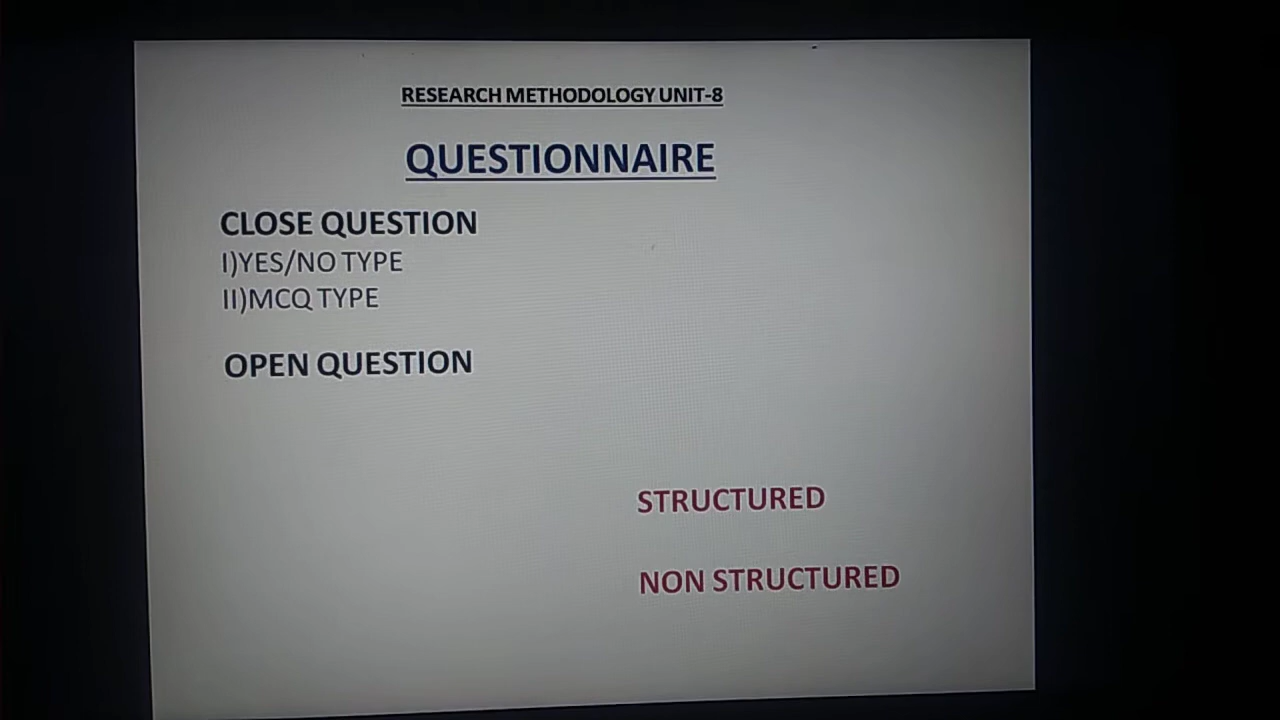 RESEARCH METHODOLOGY UNIT-8
QUESTIONNAIRE
CLOSE QUESTION
I)YES/NO TYPE
II)MCQ TYPE
OPEN QUESTION
STRUCTURED
NON STRUCTURED